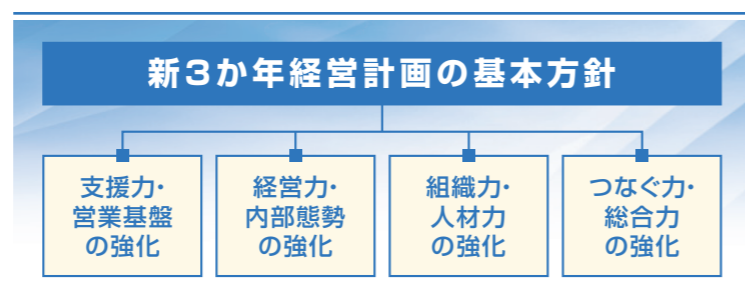 新3か年経営計画の基本方針
支援力・
営業基盤
の強化
経営力・
内部態勢
の強化
組織力・
人材力
の強化
つなぐ力・
総合力
の強化